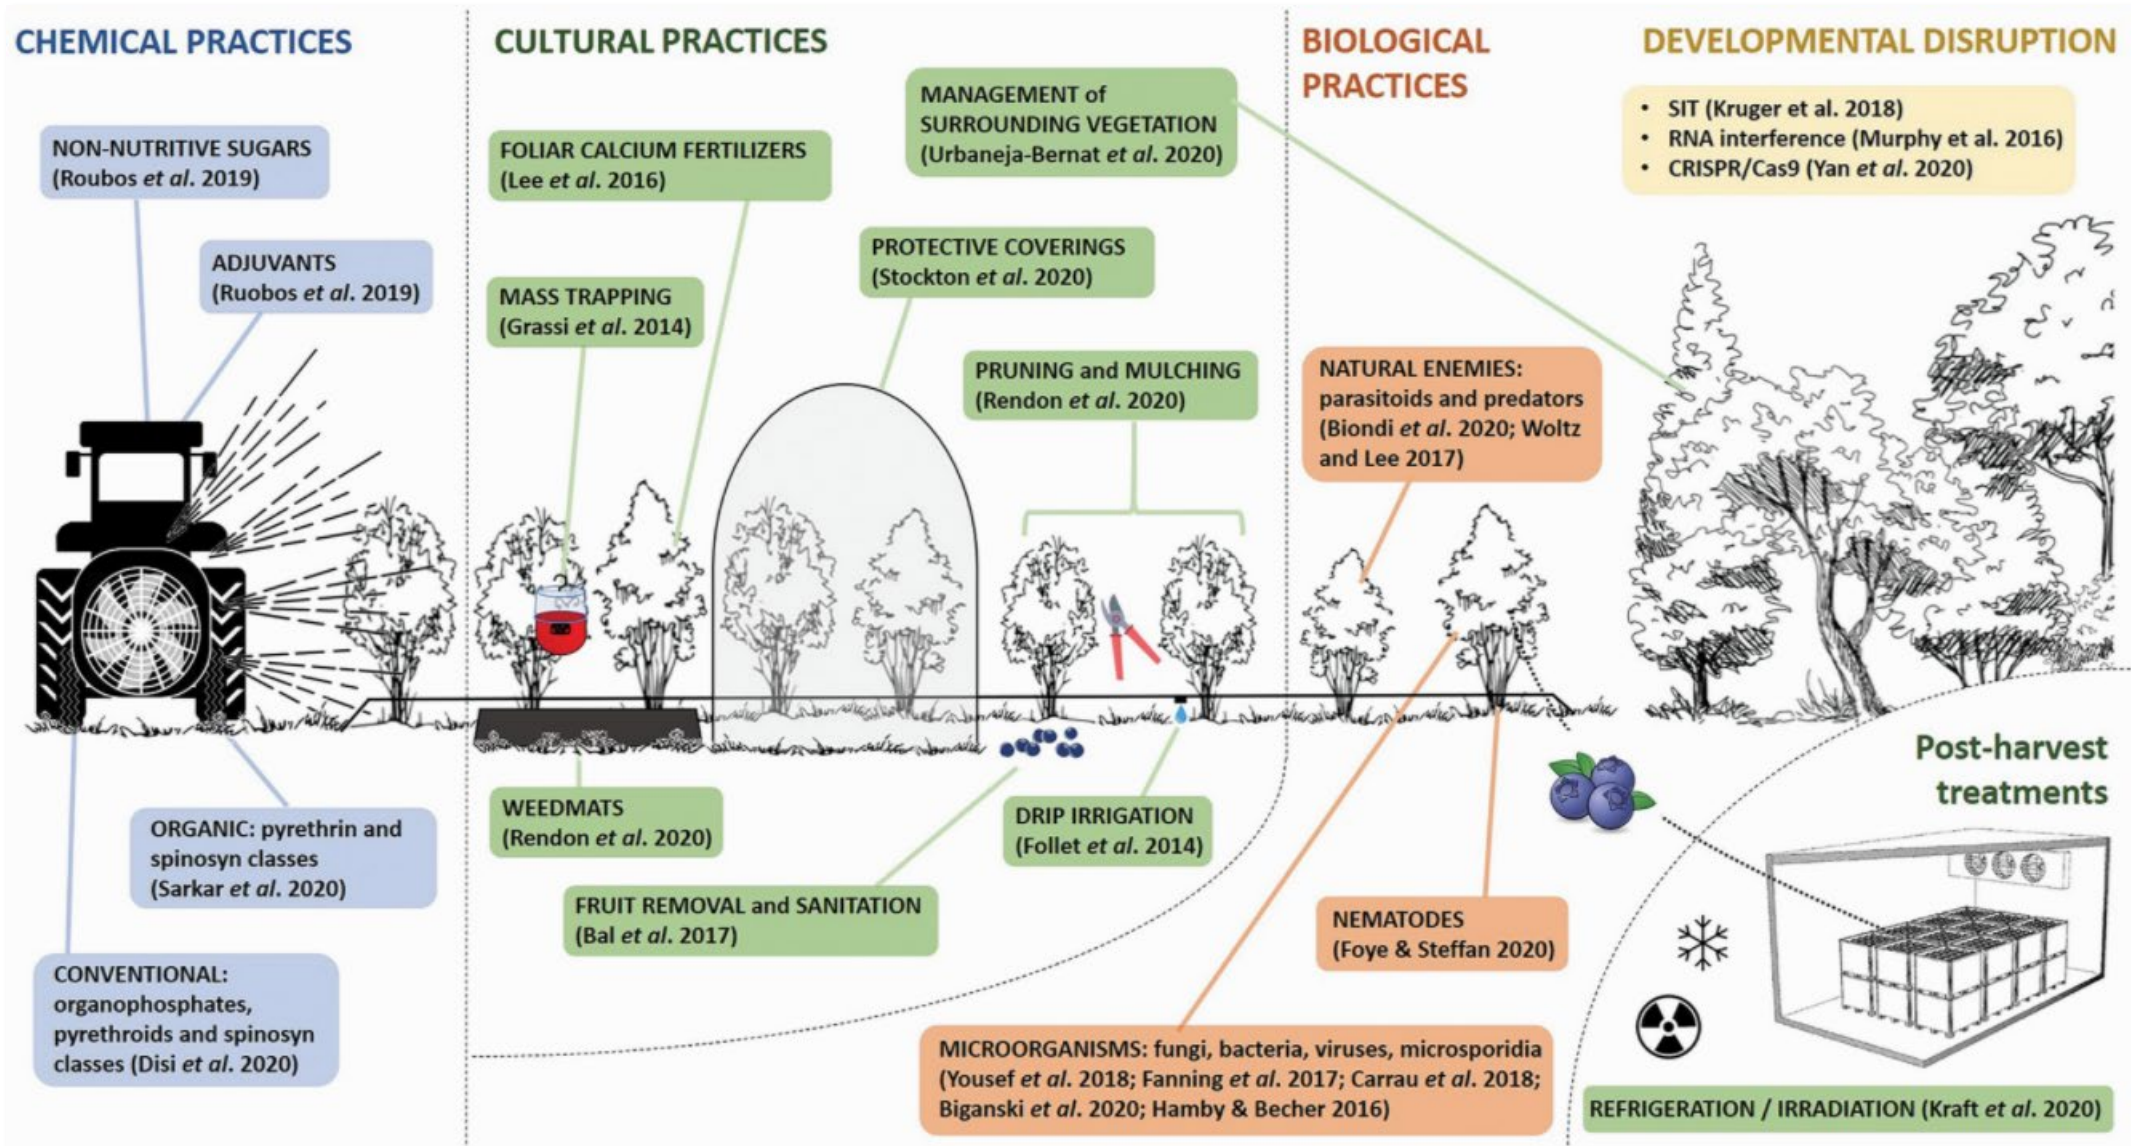 CHEMICAL PRACTICES
NON-NUTRITIVE SUGARS
(Roubos et al. 2019)
ADJUVANTS
(Ruobos et al. 2019)
ORGANIC: pyrethrin and
spinosyn classes
(Sarkar et al. 2020)
CONVENTIONAL:
organophosphates,
pyrethroids and spinosyn
classes (Disi et al. 2020)
CULTURAL PRACTICES
FOLIAR CALCIUM FERTILIZERS
(Lee et al. 2016)
MASS TRAPPING
(Grassi et al. 2014)
MANAGEMENT of
SURROUNDING VEGETATION
(Urbaneja-Bernat et al. 2020)
PROTECTIVE COVERINGS
(Stockton et al. 2020)
PRUNING and MULCHING
(Rendon et al. 2020)
WEEDMATS
(Rendon et al. 2020)
FRUIT REMOVAL and SANITATION
(Bal et al. 2017)
DRIP IRRIGATION
(Follet et al. 2014)
BIOLOGICAL
PRACTICES
NATURAL ENEMIES:
parasitoids and predators
(Biondi et al. 2020; Woltz
and Lee 2017)
NEMATODES
(Foye & Steffan 2020)
MICROORGANISMS: fungi, bacteria, viruses, microsporidia
(Yousef et al. 2018; Fanning et al. 2017; Carrau et al. 2018;
Biganski et al. 2020; Hamby & Becher 2016)
DEVELOPMENTAL DISRUPTION
• SIT (Kruger et al. 2018)
• RNA interference (Murphy et al. 2016)
• CRISPR/Cas9 (Yan et al. 2020)
Post-harvest
treatments
REFRIGERATION / IRRADIATION (Kraft et al. 2020)